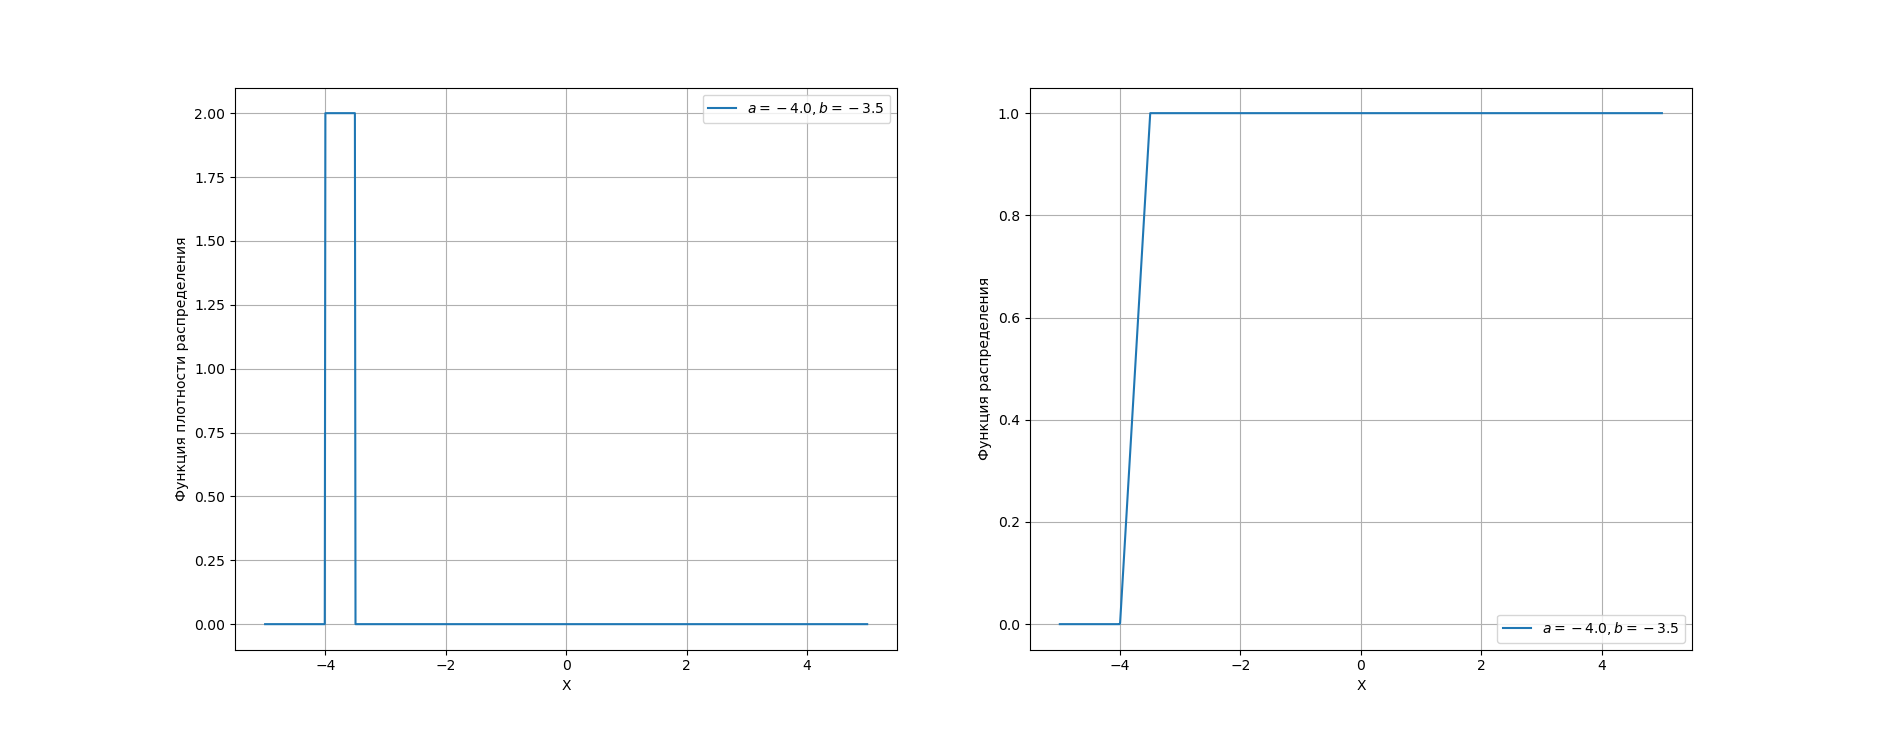 Функция плотности распределения
2.00
1.75
1.50
1.25
1.00
0.75
0.50
0.25
0.00
−4 −2 0 2 4
X
a = −4.0, b = −3.5
Функция распределения
1.0
0.8
0.6
0.4
0.2
0.0
−4 −2 0 2 4
X
a = −4.0, b = −3.5